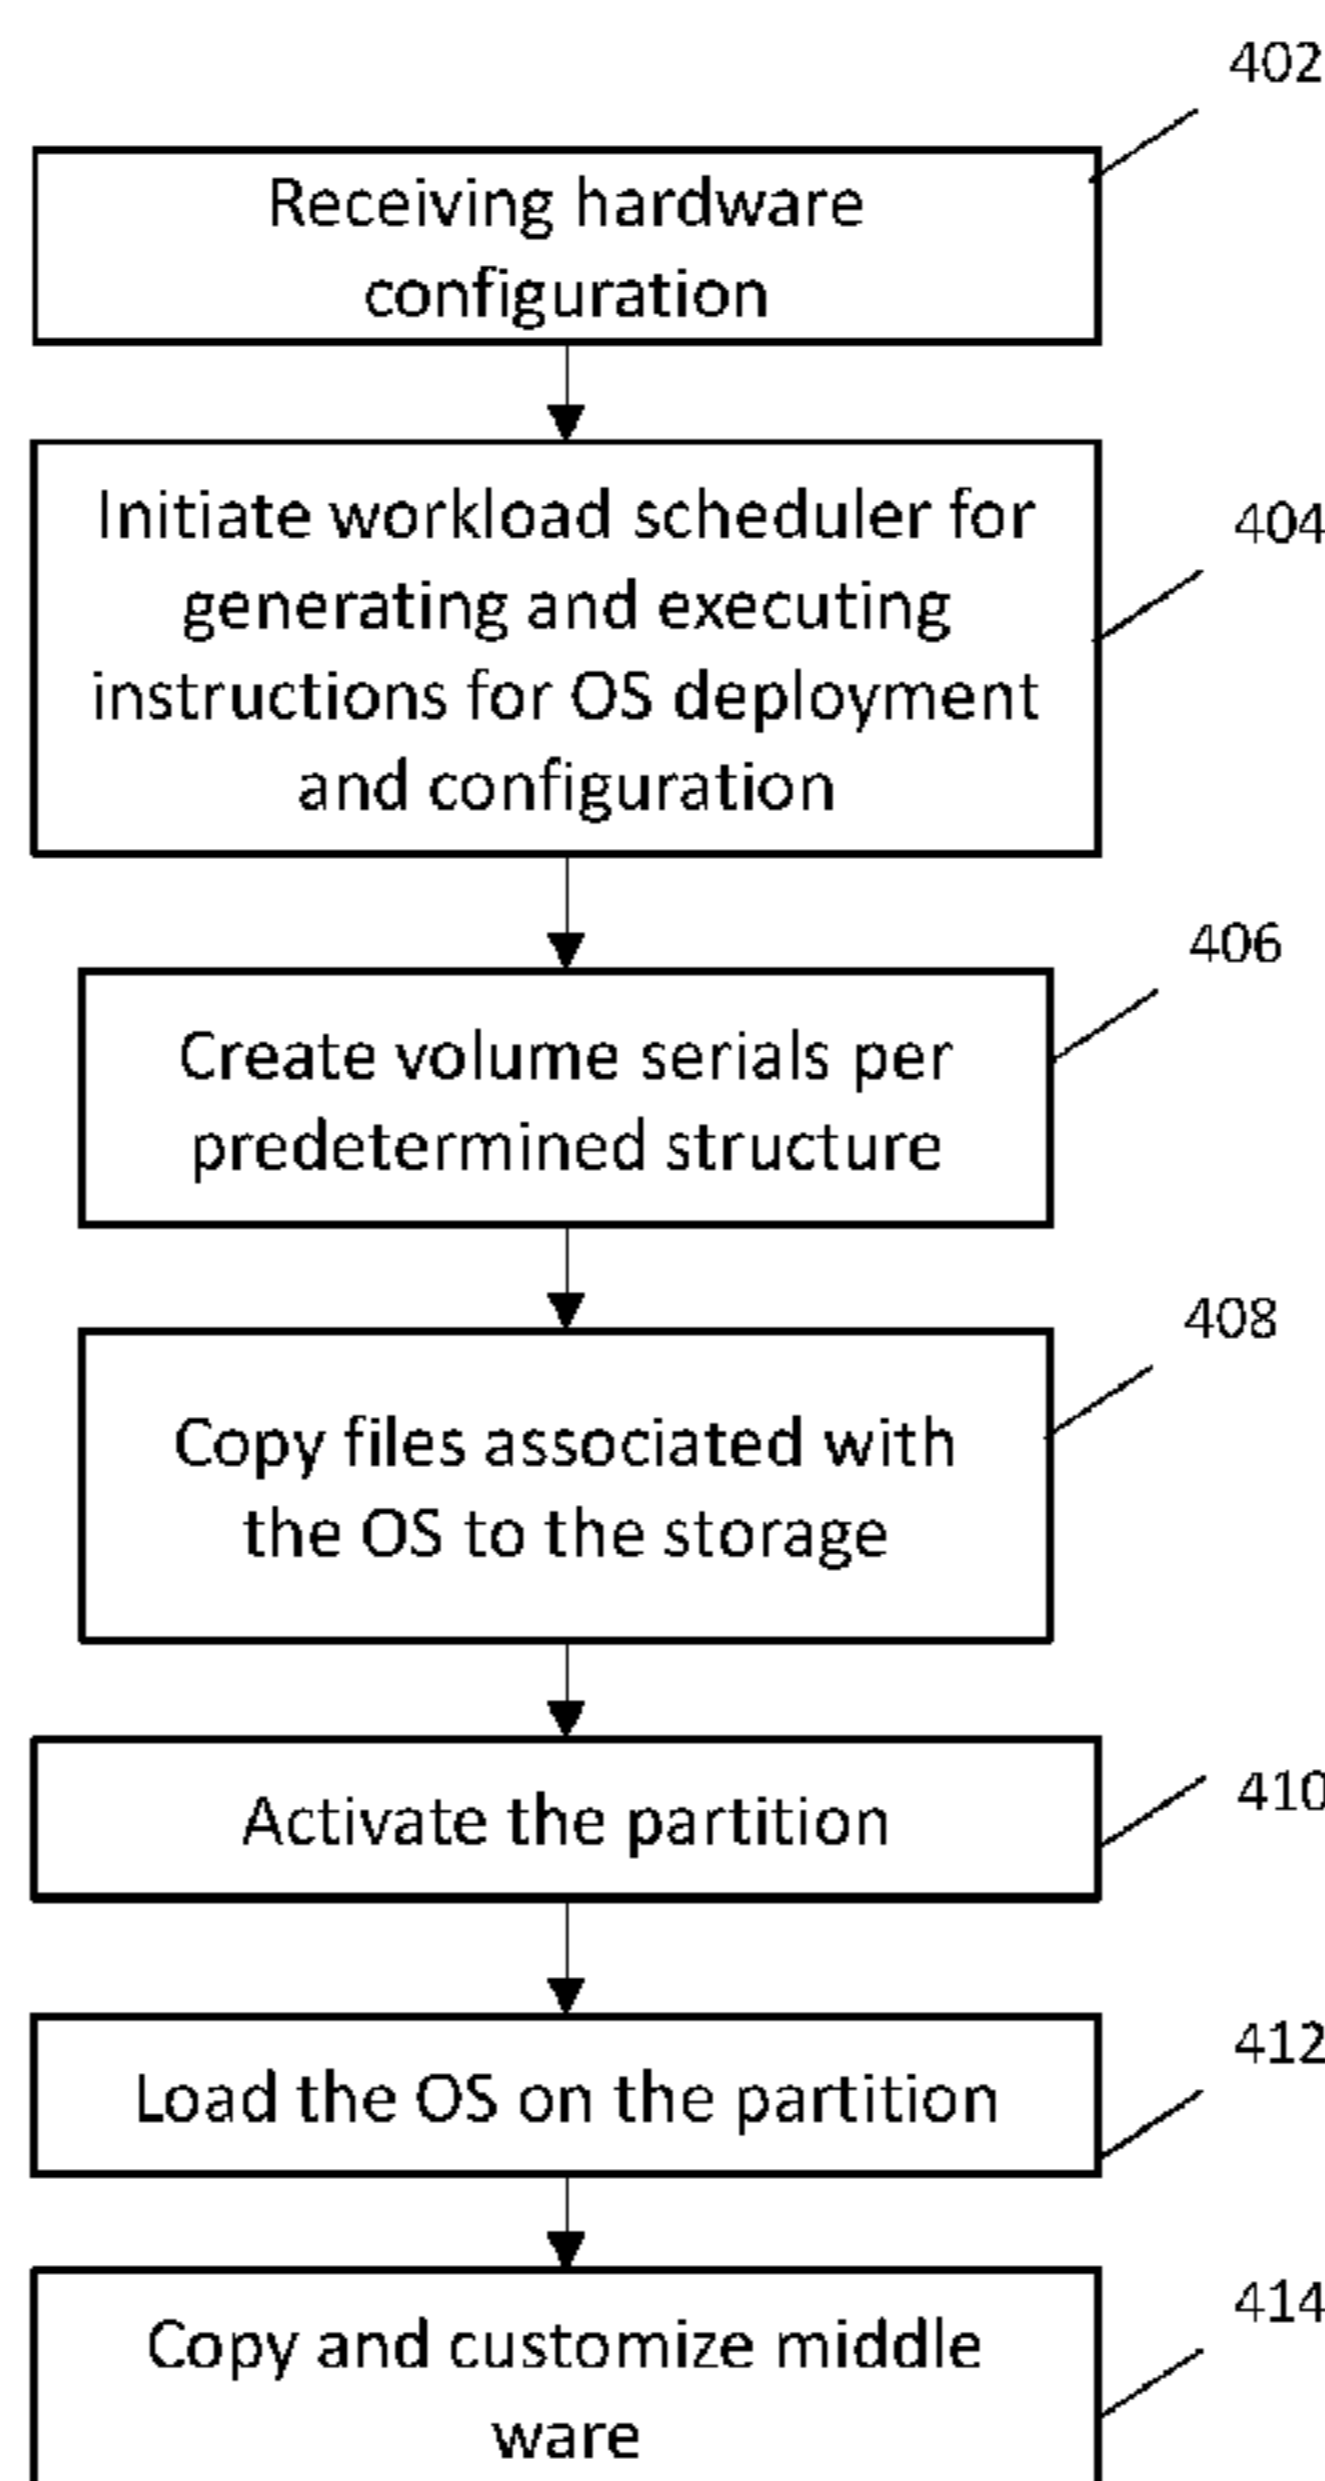 402
Receiving hardware
configuration
Initiate workload scheduler for
generating and executing
instructions for OS deployment
and configuration
404
406
Create volume serials per
predetermined structure
408
Copy files associated with
the OS to the storage
Activate the partition
410
412
Load the OS on the partition
414
Copy and customize middle
ware